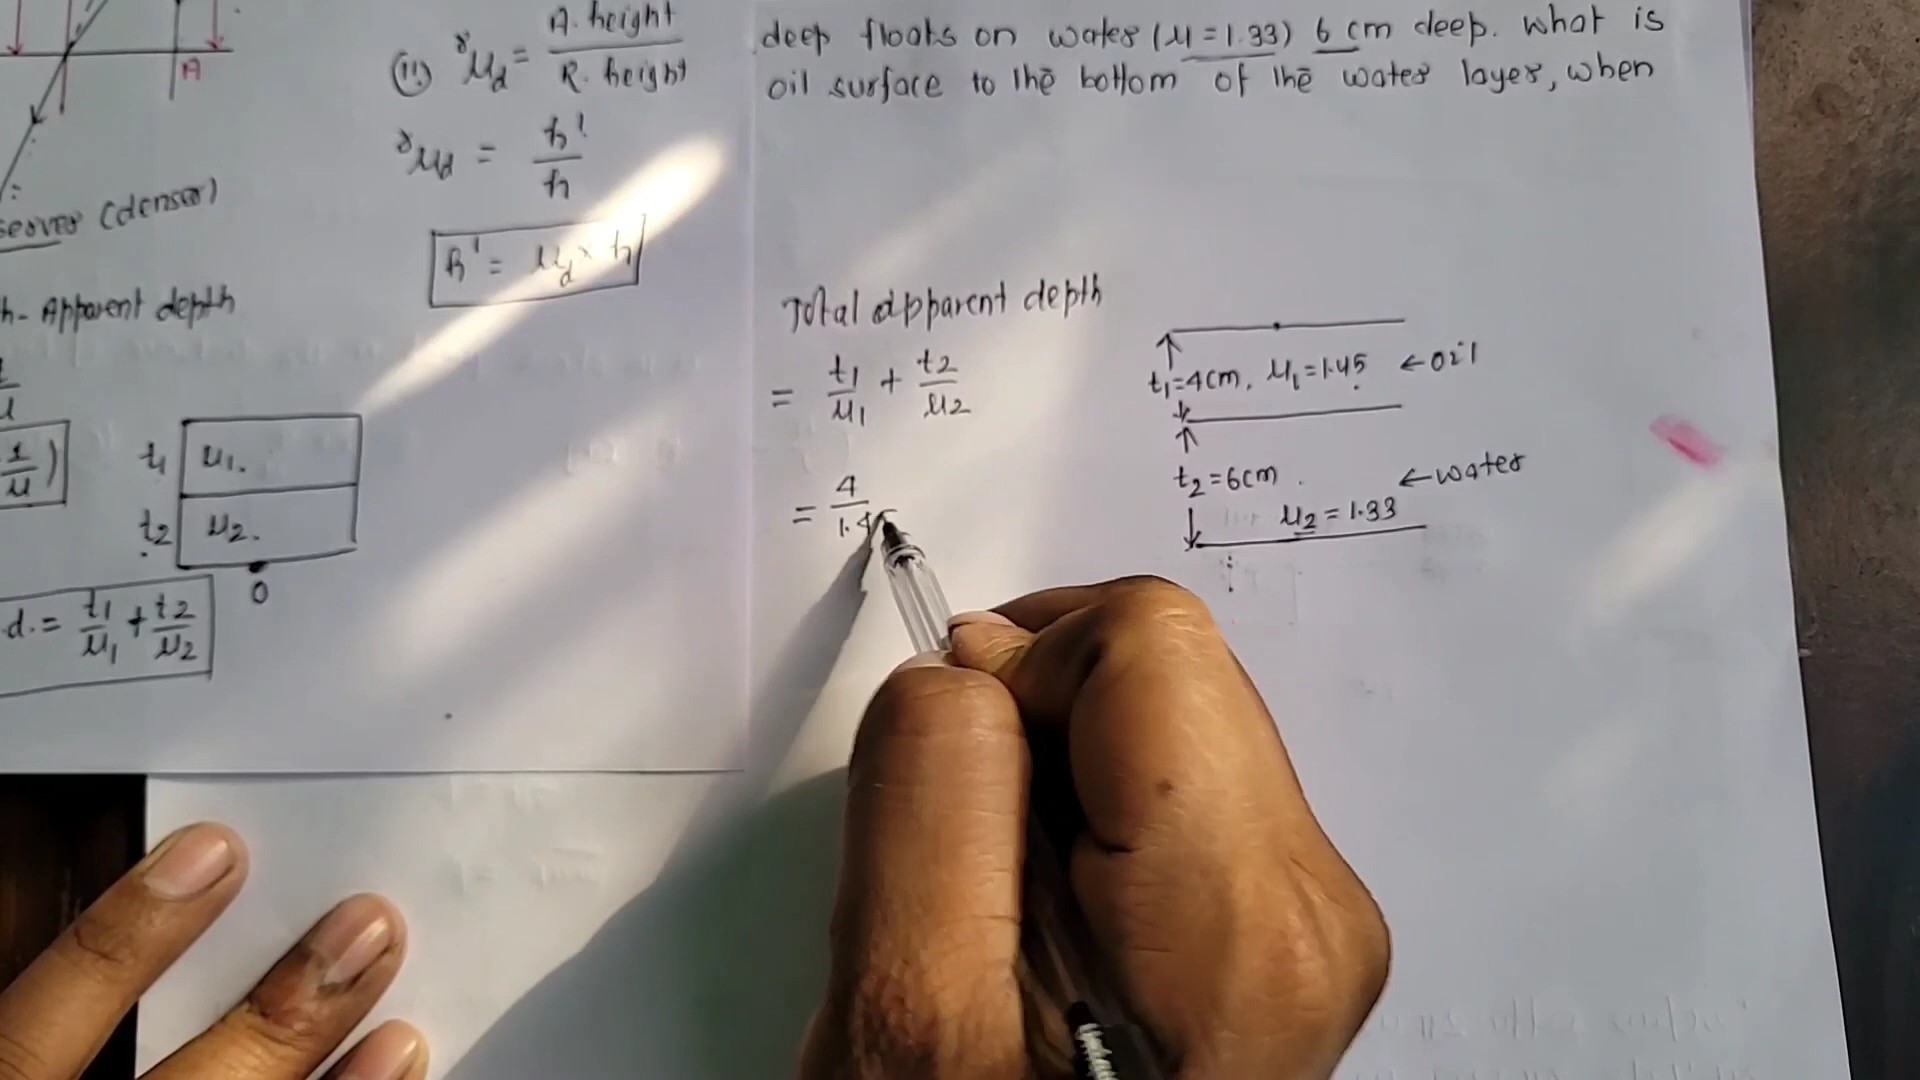 A
(ii) ʳμd = A. height / R. height
ʳμd = h' / h
h' = μd × h
(denser)
h- Apparent depth
t1 μ1.
t2 μ2.
O
d. = t1/μ1 + t2/μ2
deep floats on water (μ = 1.33) 6 cm deep. What is
oil surface to the bottom of the water layer, when
Total apparent depth
= t1/μ1 + t2/μ2
= 4/1.45
t1=4cm, μ1=1.45 ←oil
t2=6cm. ←water
μ2 = 1.33